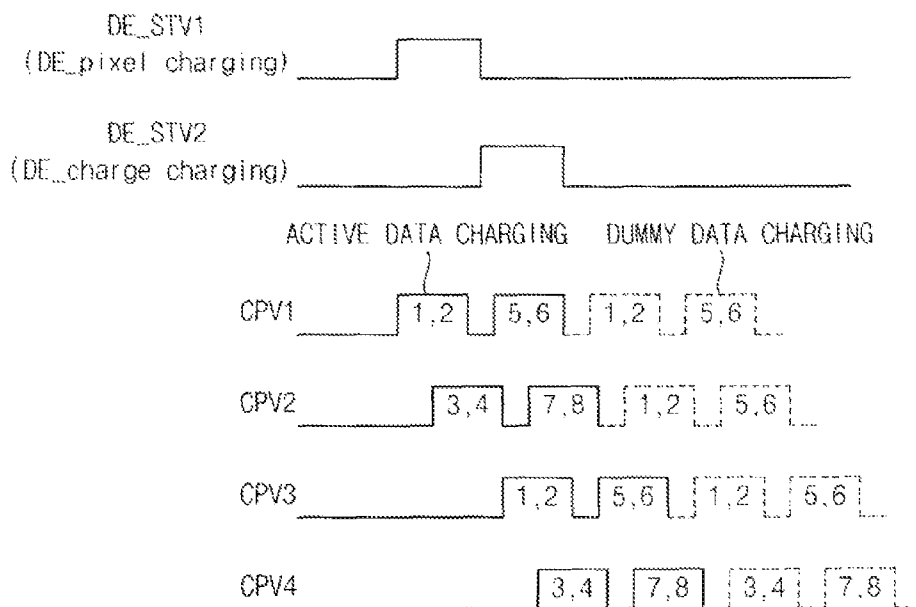 DE_STV1
(DE_pixel charging)
DE_STV2
(DE_charge charging)
ACTIVE DATA CHARGING DUMMY DATA CHARGING
CPV1 1,2 5,6 1,2 5,6
CPV2 3,4 7,8 1,2 5,6
CPV3 1,2 5,6 1,2 5,6
CPV4 3,4 7,8 3,4 7,8